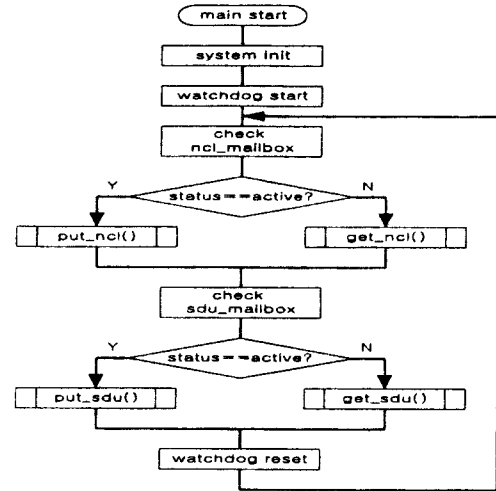 main start
system init
watchdog start
check
ncl_mailbox
Y
status==active?
N
put_ncl()
get_ncl()
check
sdu_mailbox
Y
status==active?
N
put_sdu()
get_sdu()
watchdog reset